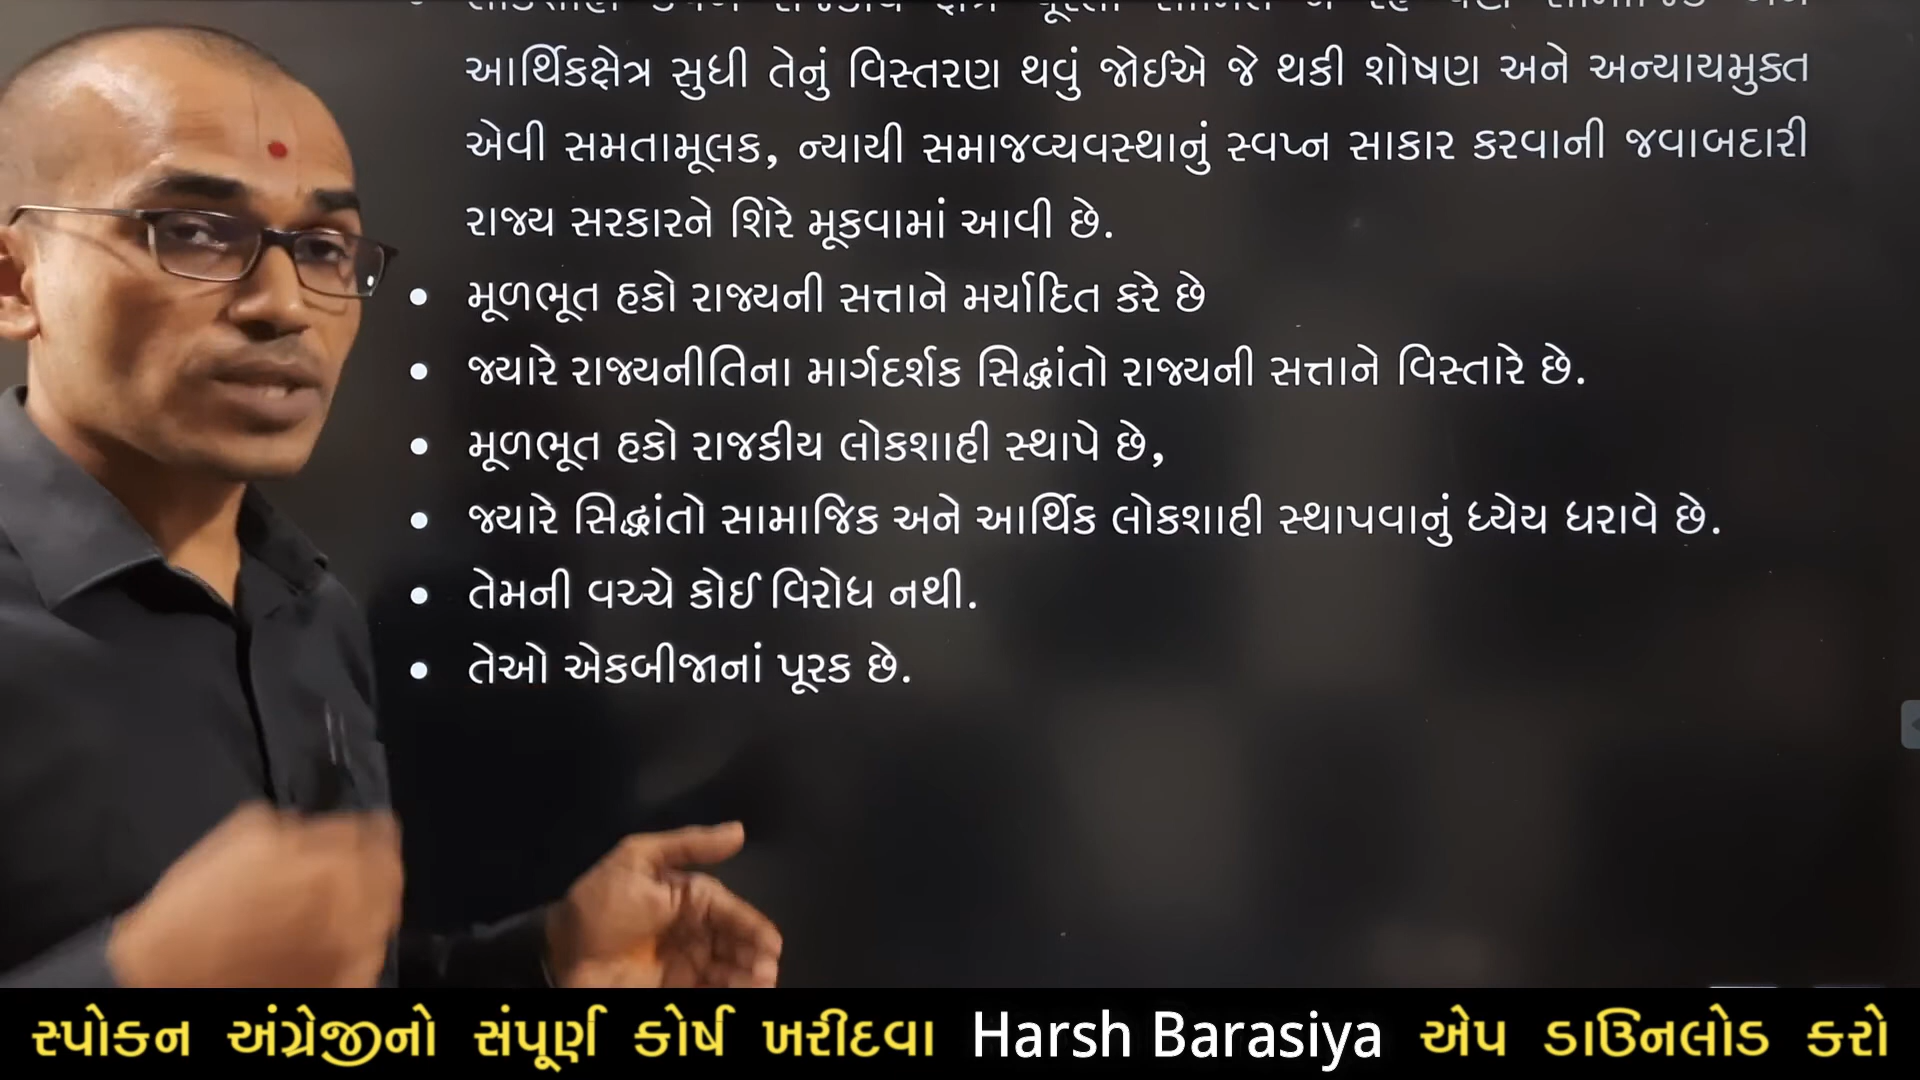 આર્થિકક્ષેત્ર સુધી તેનું વિસ્તરણ થવું જોઈએ જે થકી શોષણ અને અન્યાયમુક્ત
એવી સમતામૂલક, ન્યાયી સમાજવ્યવસ્થાનું સ્વપ્ન સાકાર કરવાની જવાબદારી
રાજ્ય સરકારને શિરે મૂકવામાં આવી છે.
• મૂળભૂત હકો રાજ્યની સત્તાને મર્યાદિત કરે છે
• જ્યારે રાજ્યનીતિના માર્ગદર્શક સિદ્ધાંતો રાજ્યની સત્તાને વિસ્તારે છે.
• મૂળભૂત હકો રાજકીય લોકશાહી સ્થાપે છે,
• જ્યારે સિદ્ધાંતો સામાજિક અને આર્થિક લોકશાહી સ્થાપવાનું ધ્યેય ધરાવે છે.
• તેમની વચ્ચે કોઈ વિરોધ નથી.
• તેઓ એકબીજાનાં પૂરક છે.
સ્પોકન અંગ્રેજીનો સંપૂર્ણ કોર્ષ ખરીદવા Harsh Barasiya એપ ડાઉનલોડ કરો